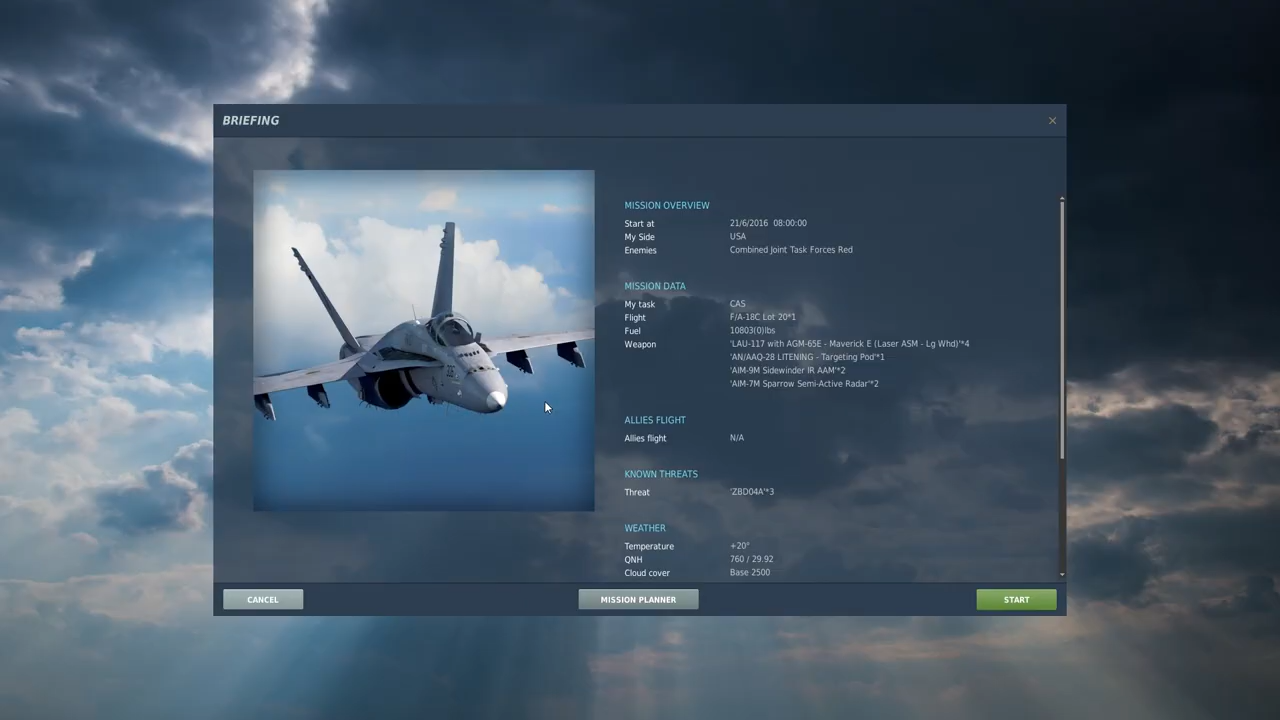 BRIEFING
×
MISSION OVERVIEW
Start at 21/6/2016 08:00:00
My Side USA
Enemies Combined Joint Task Forces Red
MISSION DATA
My task CAS
Flight F/A-18C Lot 20*1
Fuel 10803(0)lbs
Weapon 'LAU-117 with AGM-65E - Maverick E (Laser ASM - Lg Whd)'*4
'AN/AAQ-28 LITENING - Targeting Pod'*1
'AIM-9M Sidewinder IR AAM'*2
'AIM-7M Sparrow Semi-Active Radar'*2
ALLIES FLIGHT
Allies flight N/A
KNOWN THREATS
Threat 'ZBD04A'*3
WEATHER
Temperature +20°
QNH 760 / 29.92
Cloud cover Base 2500
CANCEL MISSION PLANNER START